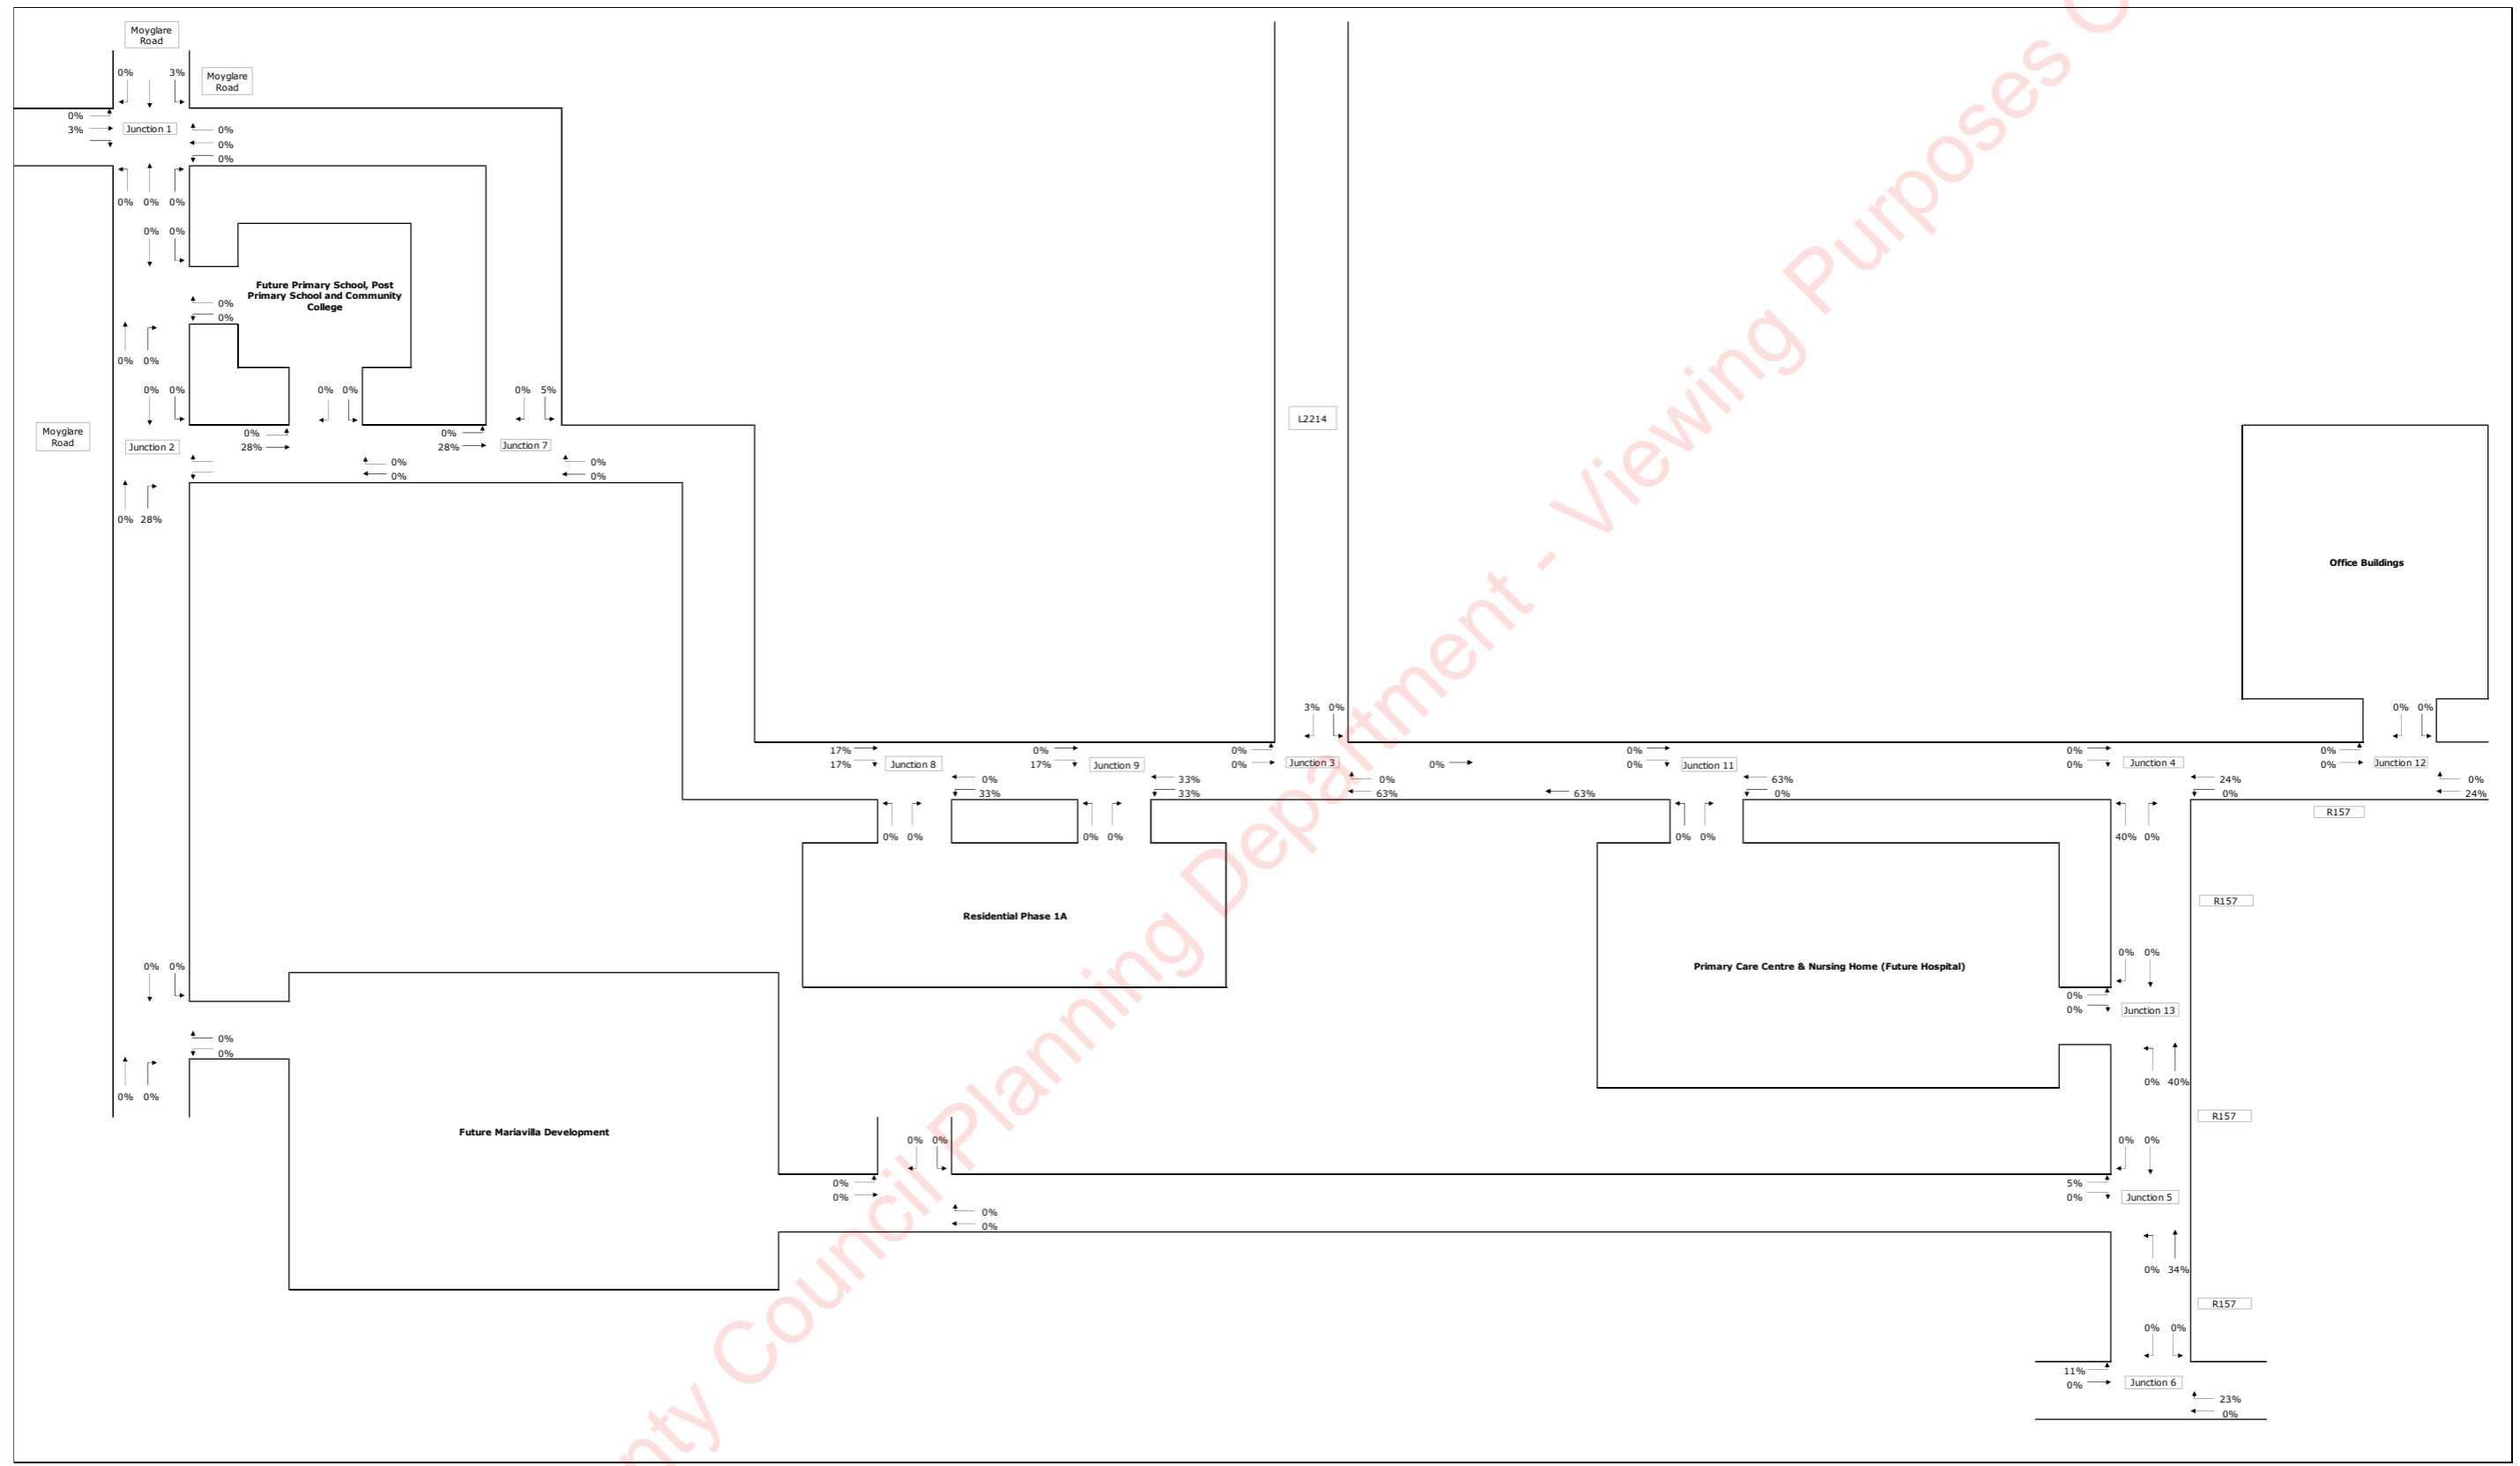 Moyglare
Road
0% 3%
Moyglare
Road
0%
3%
Junction 1
0%
0%
0%
0% 0% 0%
0% 0%
Future Primary School, Post
Primary School and Community
College
0%
0%
0% 0%
0% 0%
0% 0%
0% 5%
Moyglare
Road
Junction 2
0%
28%
0%
28%
Junction 7
0%
0%
0%
0%
0% 28%
L2214
Office Buildings
3% 0%
0% 0%
17%
17%
Junction 8
0%
33%
0%
17%
Junction 9
33%
33%
0%
0%
Junction 3
0%
0%
63%
63%
0%
0%
Junction 11
63%
0%
0%
0%
Junction 4
24%
0%
0%
0%
Junction 12
0%
24%
R157
0% 0%
0% 0%
0% 0%
40% 0%
R157
Residential Phase 1A
Primary Care Centre & Nursing Home (Future Hospital)
0% 0%
0%
0%
Junction 13
0% 40%
0% 0%
0%
0%
0% 0%
Future Mariavilla Development
R157
0% 0%
0%
0%
0%
0%
0% 0%
5%
0%
Junction 5
0% 34%
R157
0% 0%
11%
0%
Junction 6
23%
0%
nty Council Planning Department - Viewing Purposes O